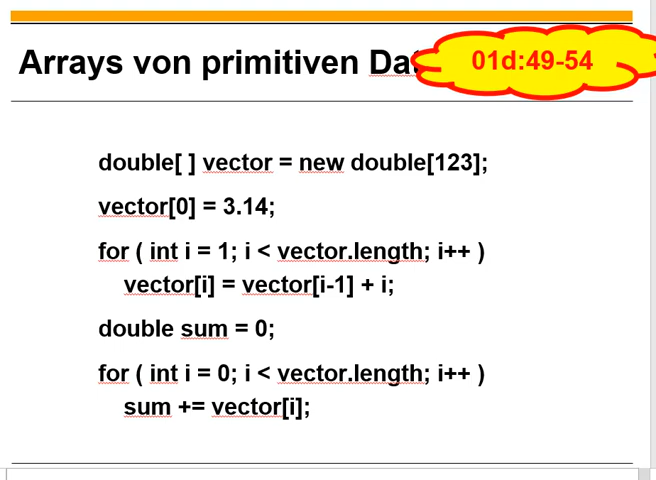 Arrays von primitiven
01d:49-54
double[ ] vector = new double[123];
vector[0] = 3.14;
for ( int i = 1; i < vector.length; i++ )
vector[i] = vector[i-1] + i;
double sum = 0;
for ( int i = 0; i < vector.length; i++ )
sum += vector[i];